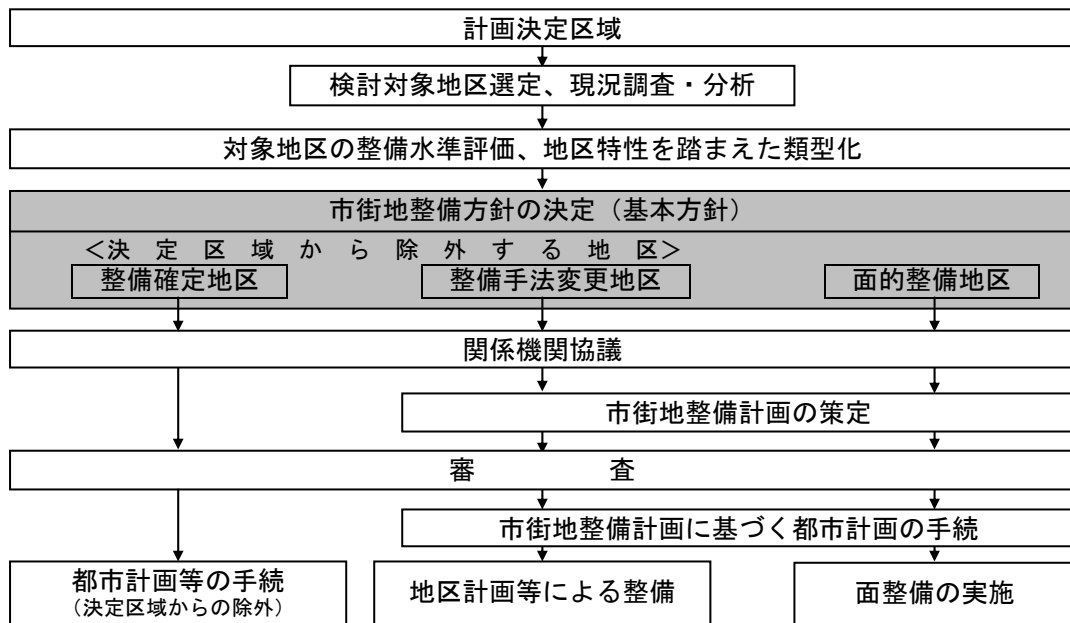 計画決定区域
検討対象地区選定、現況調査・分析
対象地区の整備水準評価、地区特性を踏まえた類型化
市街地整備方針の決定（基本方針）
＜決定区域から除外する地区＞
整備確定地区
整備手法変更地区
面的整備地区
関係機関協議
市街地整備計画の策定
審査
市街地整備計画に基づく都市計画の手続
都市計画等の手続
（決定区域からの除外）
地区計画等による整備
面整備の実施